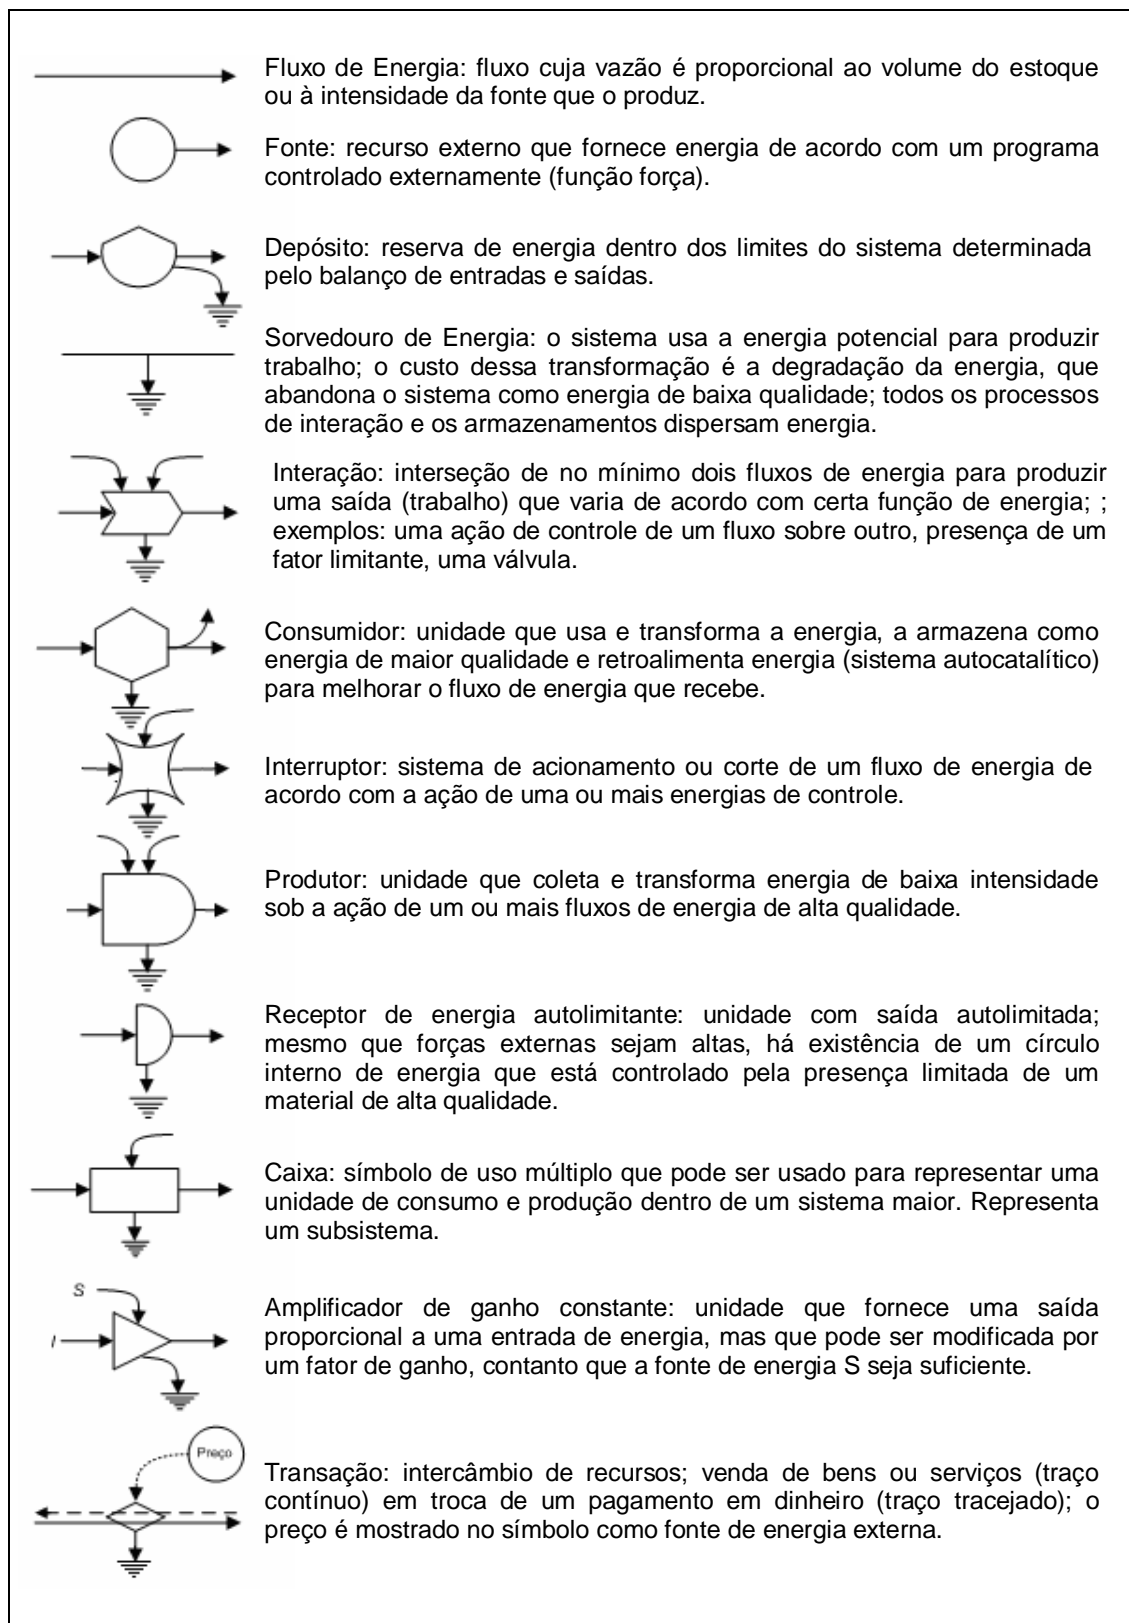 Fluxo de Energia: fluxo cuja vazão é proporcional ao volume do estoque
ou à intensidade da fonte que o produz.
Fonte: recurso externo que fornece energia de acordo com um programa
controlado externamente (função força).
Depósito: reserva de energia dentro dos limites do sistema determinada
pelo balanço de entradas e saídas.
Sorvedouro de Energia: o sistema usa a energia potencial para produzir
trabalho; o custo dessa transformação é a degradação da energia, que
abandona o sistema como energia de baixa qualidade; todos os processos
de interação e os armazenamentos dispersam energia.
Interação: interseção de no mínimo dois fluxos de energia para produzir
uma saída (trabalho) que varia de acordo com certa função de energia; ;
exemplos: uma ação de controle de um fluxo sobre outro, presença de um
fator limitante, uma válvula.
Consumidor: unidade que usa e transforma a energia, a armazena como
energia de maior qualidade e retroalimenta energia (sistema autocatalítico)
para melhorar o fluxo de energia que recebe.
Interruptor: sistema de acionamento ou corte de um fluxo de energia de
acordo com a ação de uma ou mais energias de controle.
Produtor: unidade que coleta e transforma energia de baixa intensidade
sob a ação de um ou mais fluxos de energia de alta qualidade.
Receptor de energia autolimitante: unidade com saída autolimitada;
mesmo que forças externas sejam altas, há existência de um círculo
interno de energia que está controlado pela presença limitada de um
material de alta qualidade.
Caixa: símbolo de uso múltiplo que pode ser usado para representar uma
unidade de consumo e produção dentro de um sistema maior. Representa
um subsistema.
S
I
Amplificador de ganho constante: unidade que fornece uma saída
proporcional a uma entrada de energia, mas que pode ser modificada por
um fator de ganho, contanto que a fonte de energia S seja suficiente.
Preço
Transação: intercâmbio de recursos; venda de bens ou serviços (traço
contínuo) em troca de um pagamento em dinheiro (traço tracejado); o
preço é mostrado no símbolo como fonte de energia externa.